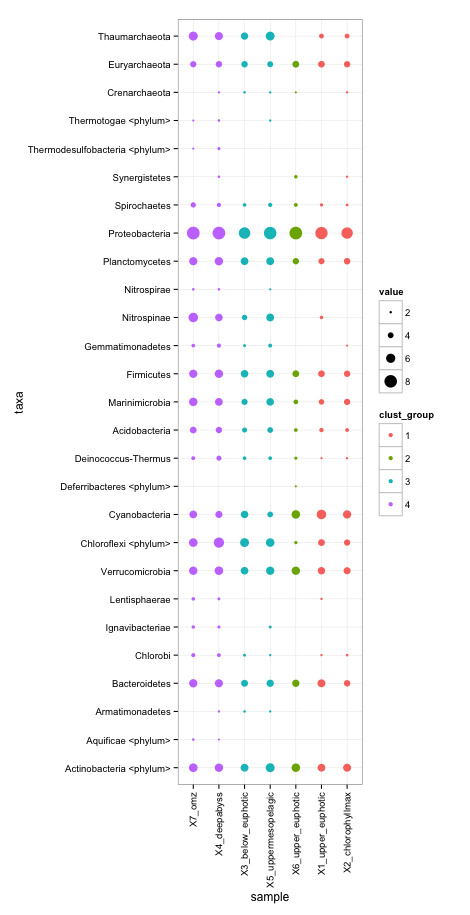 Thaumarchaeota
Euryarchaeota
Crenarchaeota
Thermotogae <phylum>
Thermodesulfobacteria <phylum>
Synergistetes
Spirochaetes
Proteobacteria
Planctomycetes
Nitrospirae
Nitrospinae
Gemmatimonadetes
Firmicutes
Marinimicrobia
Acidobacteria
Deinococcus-Thermus
Deferribacteres <phylum>
Cyanobacteria
Chloroflexi <phylum>
Verrucomicrobia
Lentisphaerae
Ignavibacteriae
Chlorobi
Bacteroidetes
Armatimonadetes
Aquificae <phylum>
Actinobacteria <phylum>
taxa
X7_omz
X4_deepabyss
X3_below_euphotic
X5_uppermesopelagic
X6_upper_euphotic
X1_upper_euphotic
X2_chlorophyllmax
sample
value
2
4
6
8
clust_group
1
2
3
4